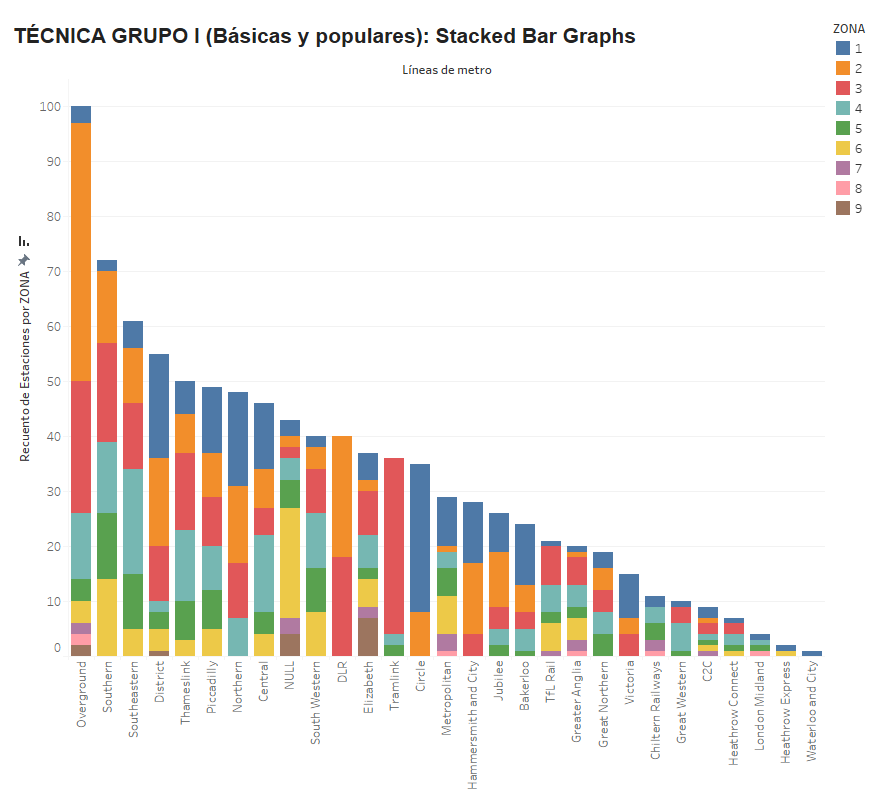 TÉCNICA GRUPO I (Básicas y populares): Stacked Bar Graphs
Líneas de metro
ZONA
1
2
3
4
5
6
7
8
9
Recuento de Estaciones por ZONA
100
90
80
70
60
50
40
30
20
10
0
Overground
Southern
Southeastern
District
Thameslink
Piccadilly
Northern
Central
NULL
South Western
DLR
Elizabeth
Tramlink
Circle
Metropolitan
Hammersmith and City
Jubilee
Bakerloo
TfL Rail
Greater Anglia
Great Northern
Victoria
Chiltern Railways
Great Western
C2C
Heathrow Connect
London Midland
Heathrow Express
Waterloo and City